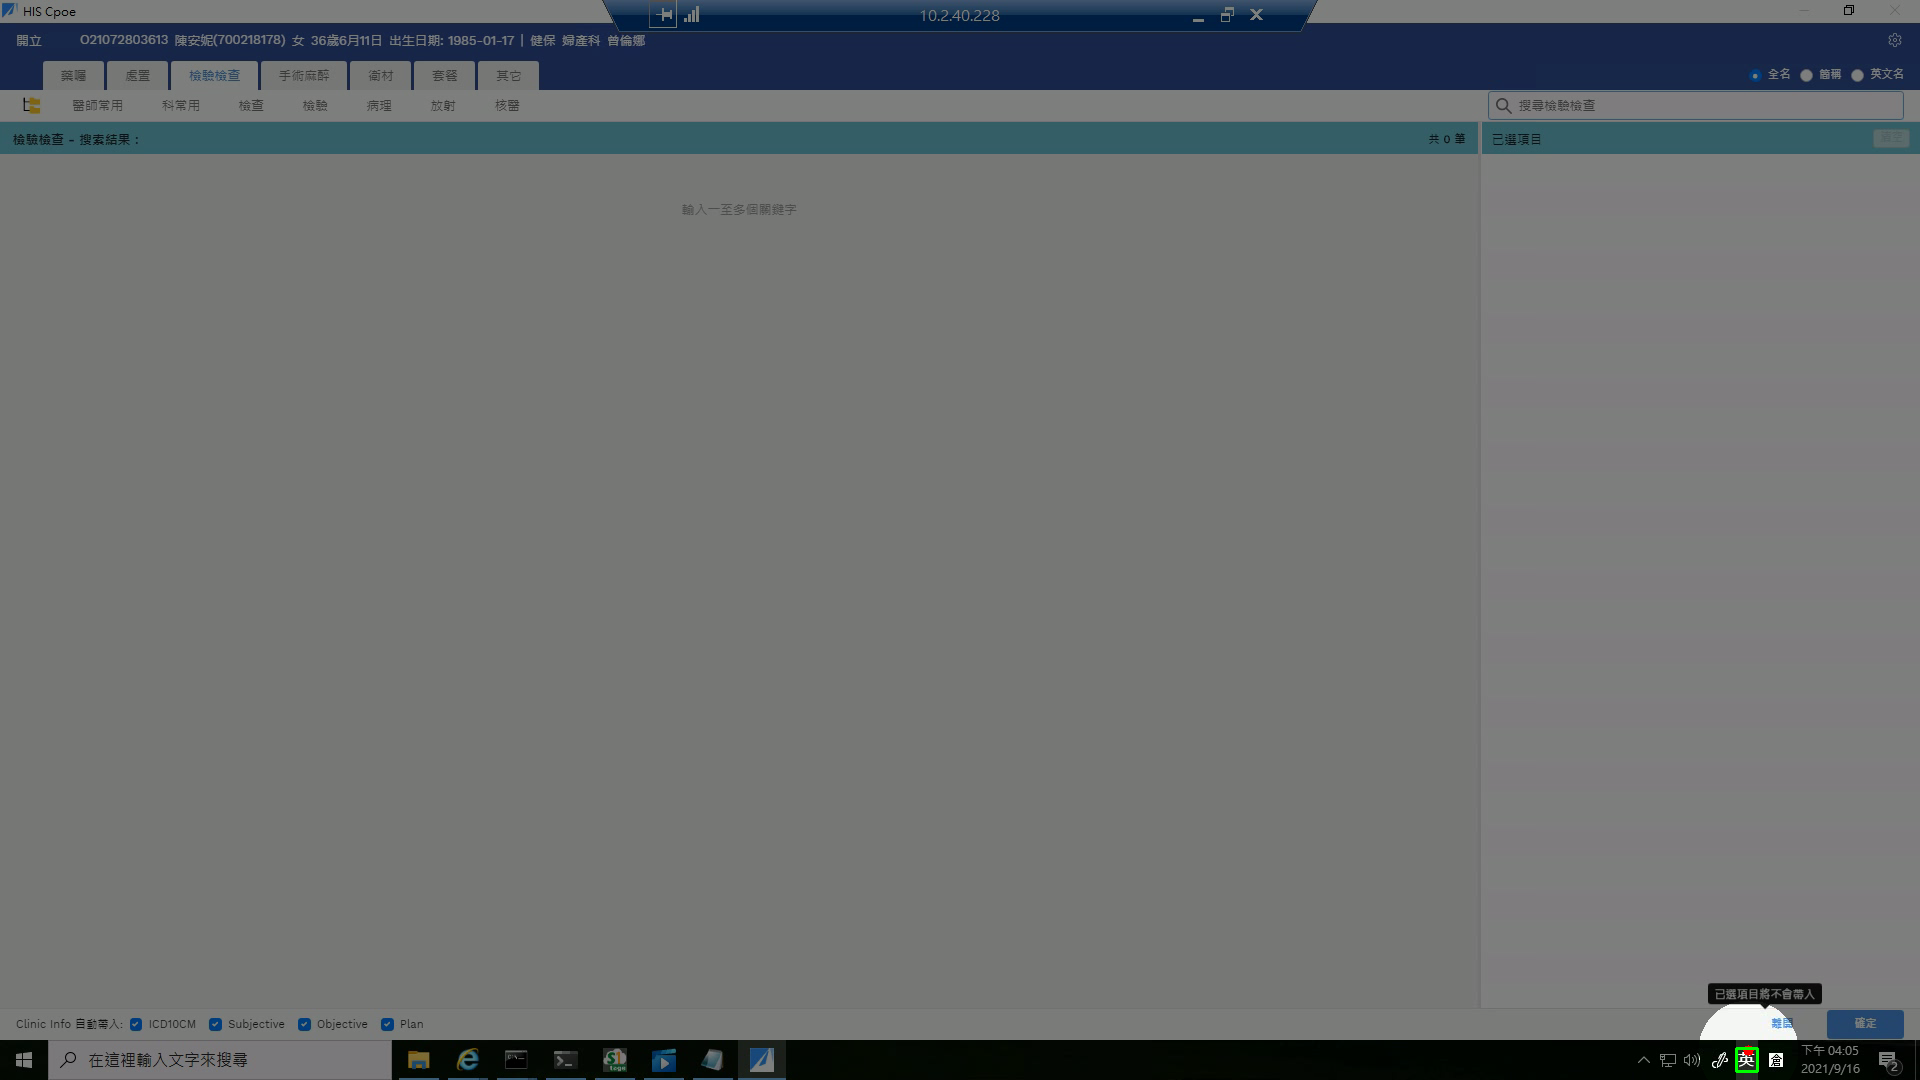 HIS Cpoe
10.2.40.228
開立 O21072803613 陳安妮(700218178) 女 36歲6月11日 出生日期: 1985-01-17 | 健保 婦產科 曾倫娜
藥囑 處置 檢驗檢查 手術麻醉 衛材 套餐 其它
全名 簡稱 英文名
醫師常用 科常用 檢查 檢驗 病理 放射 核醫
搜尋檢驗檢查
檢驗檢查 - 搜索結果 :
共 0 筆
已選項目
清空
輸入一至多個關鍵字
已選項目將不會帶入
Clinic Info 自動帶入: ICD10CM Subjective Objective Plan
離開
確定
在這裡輸入文字來搜尋
英
倉
下午 04:05
2021/9/16
2